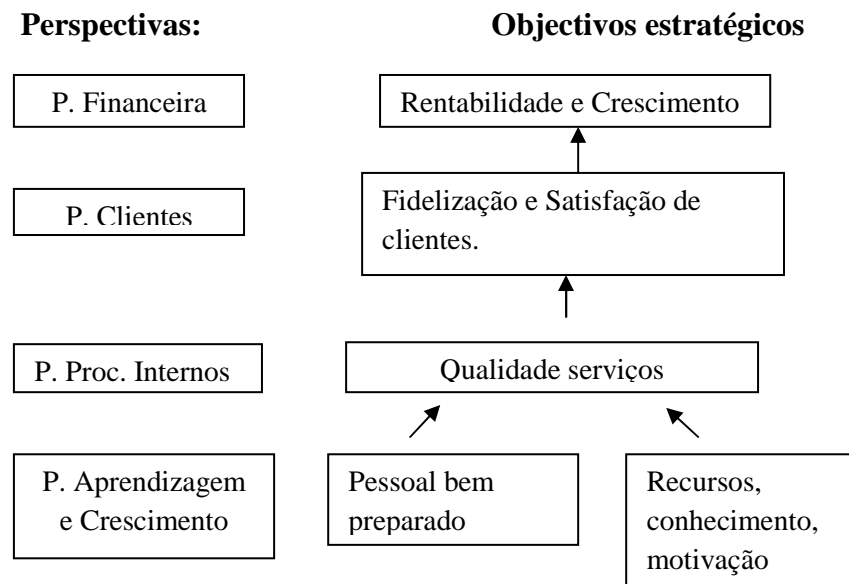 Perspectivas:
Objectivos estratégicos
P. Financeira
Rentabilidade e Crescimento
P. Clientes
Fidelização e Satisfação de
clientes.
P. Proc. Internos
Qualidade serviços
P. Aprendizagem
e Crescimento
Pessoal bem
preparado
Recursos,
conhecimento,
motivação